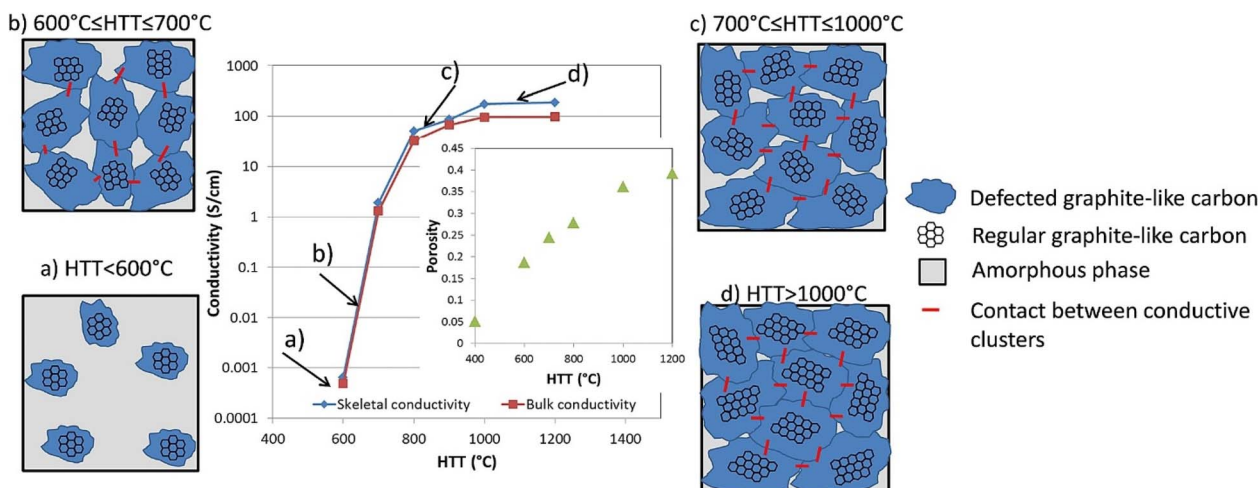 b) 600°C≤HTT≤700°C
a) HTT<600°C
Conductivity (S/cm)
1000
100
10
1
0.1
0.01
0.001
0.0001
a)
b)
c)
d)
Skeletal conductivity
Bulk conductivity
400
600
800
1000
1200
1400
HTT (°C)
Porosity
0.45
0.4
0.35
0.3
0.25
0.2
0.15
0.1
0.05
0
400
600
800
1000
1200
HTT (°C)
c) 700°C≤HTT≤1000°C
d) HTT>1000°C
Defected graphite-like carbon
Regular graphite-like carbon
Amorphous phase
Contact between conductive
clusters